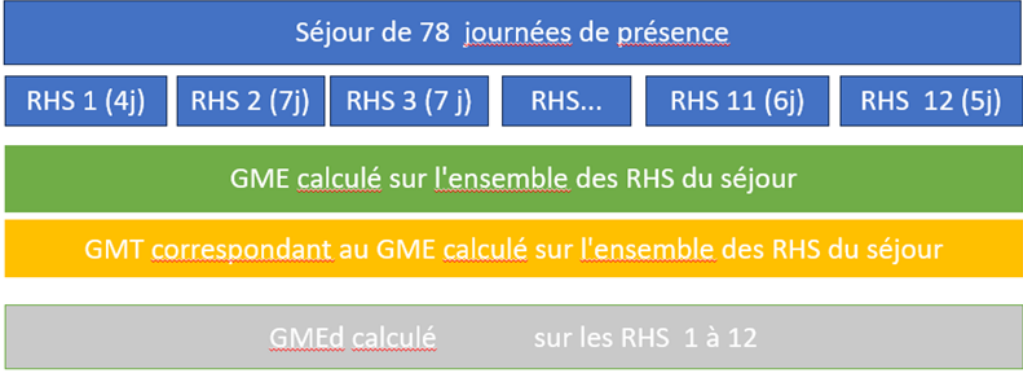 Séjour de 78 journées de présence
RHS 1 (4j) RHS 2 (7j) RHS 3 (7 j) RHS... RHS 11 (6j) RHS 12 (5j)
GME calculé sur l'ensemble des RHS du séjour
GMT correspondant au GME calculé sur l'ensemble des RHS du séjour
GMEd calculé sur les RHS 1 à 12